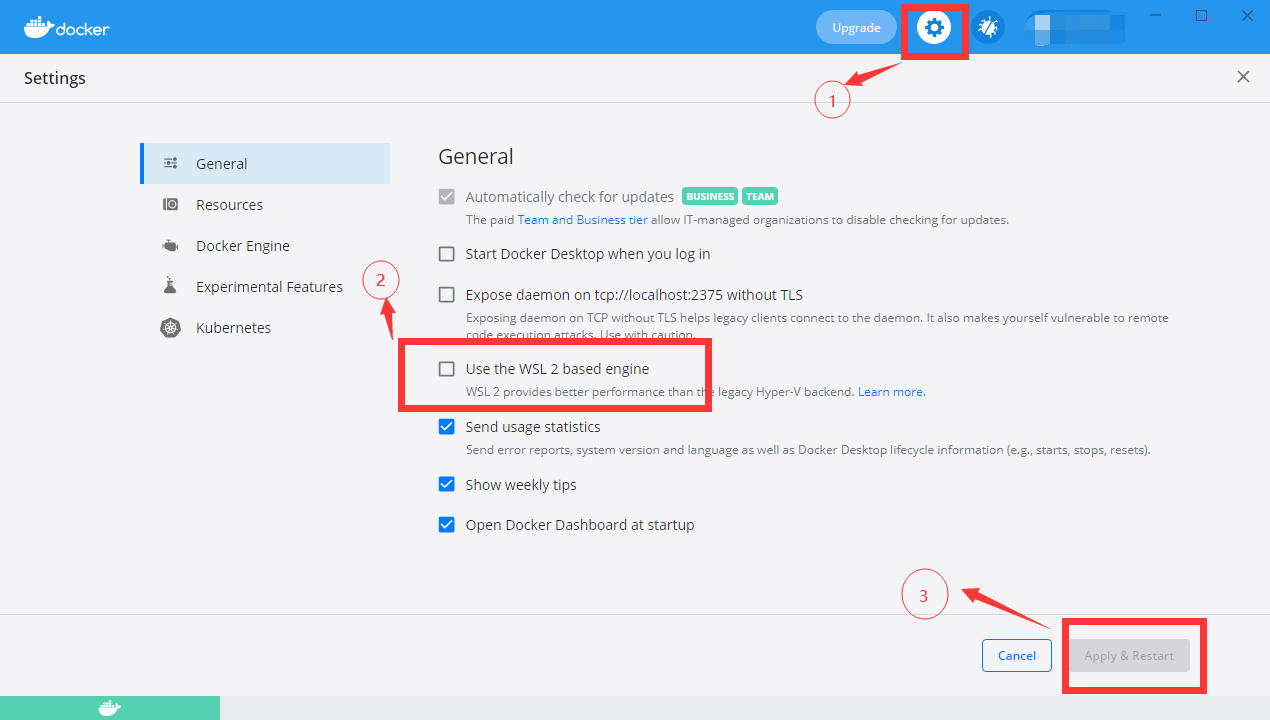 docker
Upgrade
1
Settings
General
Resources
Docker Engine
Experimental Features
Kubernetes
General
Automatically check for updates BUSINESS TEAM
The paid Team and Business tier allow IT-managed organizations to disable checking for updates.
Start Docker Desktop when you log in
2
Expose daemon on tcp://localhost:2375 without TLS
Exposing daemon on TCP without TLS helps legacy clients connect to the daemon. It also makes yourself vulnerable to remote
code execution attacks. Use with caution.
Use the WSL 2 based engine
WSL 2 provides better performance than the legacy Hyper-V backend. Learn more.
Send usage statistics
Send error reports, system version and language as well as Docker Desktop lifecycle information (e.g., starts, stops, resets).
Show weekly tips
Open Docker Dashboard at startup
3
Cancel
Apply & Restart